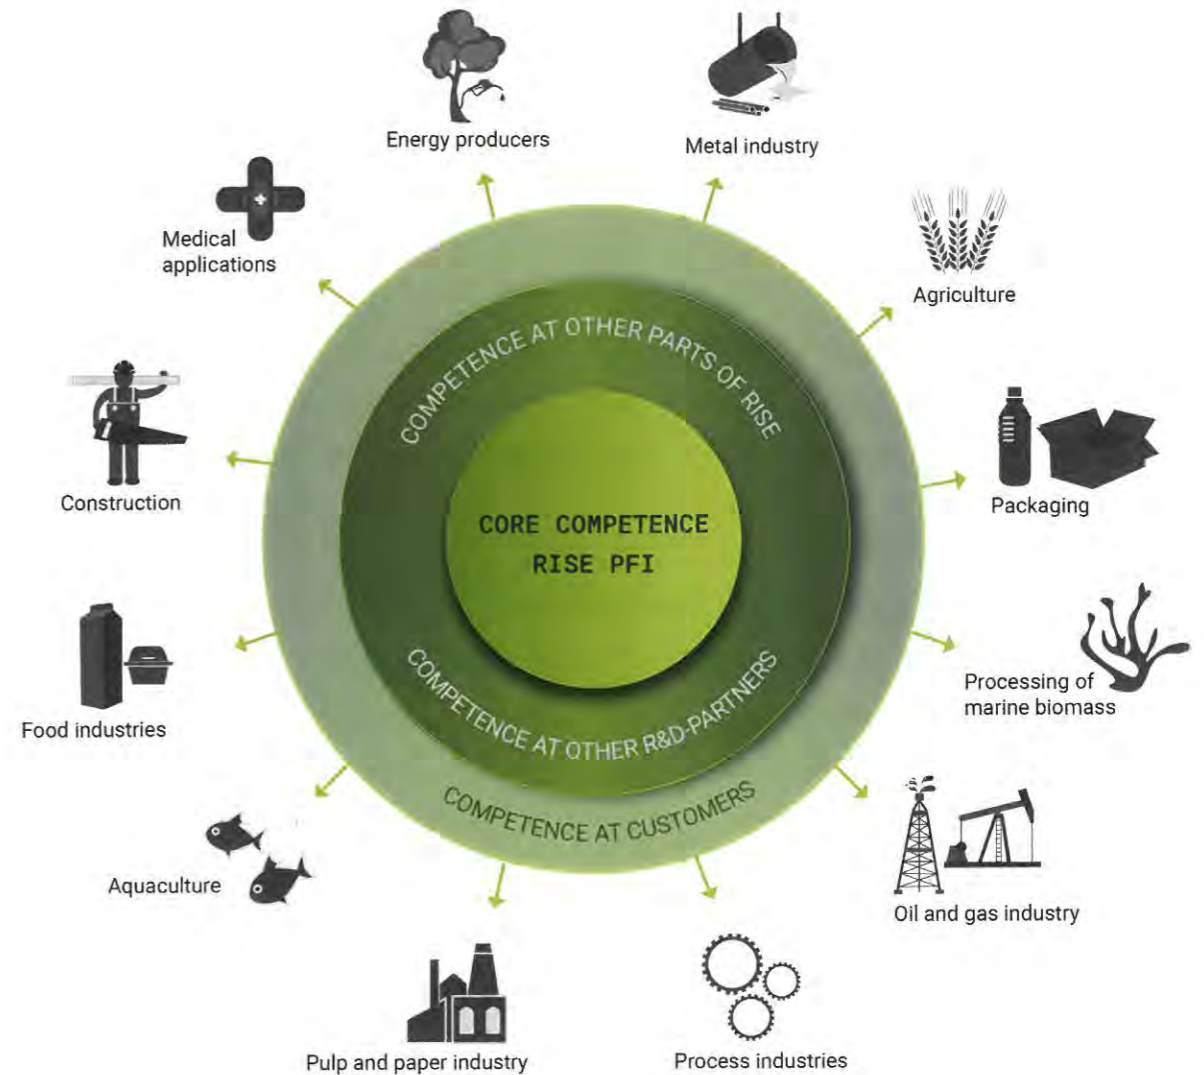 Energy producers
Metal industry
Medical
applications
Agriculture
COMPETENCE AT OTHER PARTS OF RISE
Construction
Packaging
CORE COMPETENCE
RISE PFI
COMPETENCE AT OTHER R&D-PARTNERS
Processing of
marine biomass
Food industries
COMPETENCE AT CUSTOMERS
Aquaculture
Oil and gas industry
Pulp and paper industry
Process industries